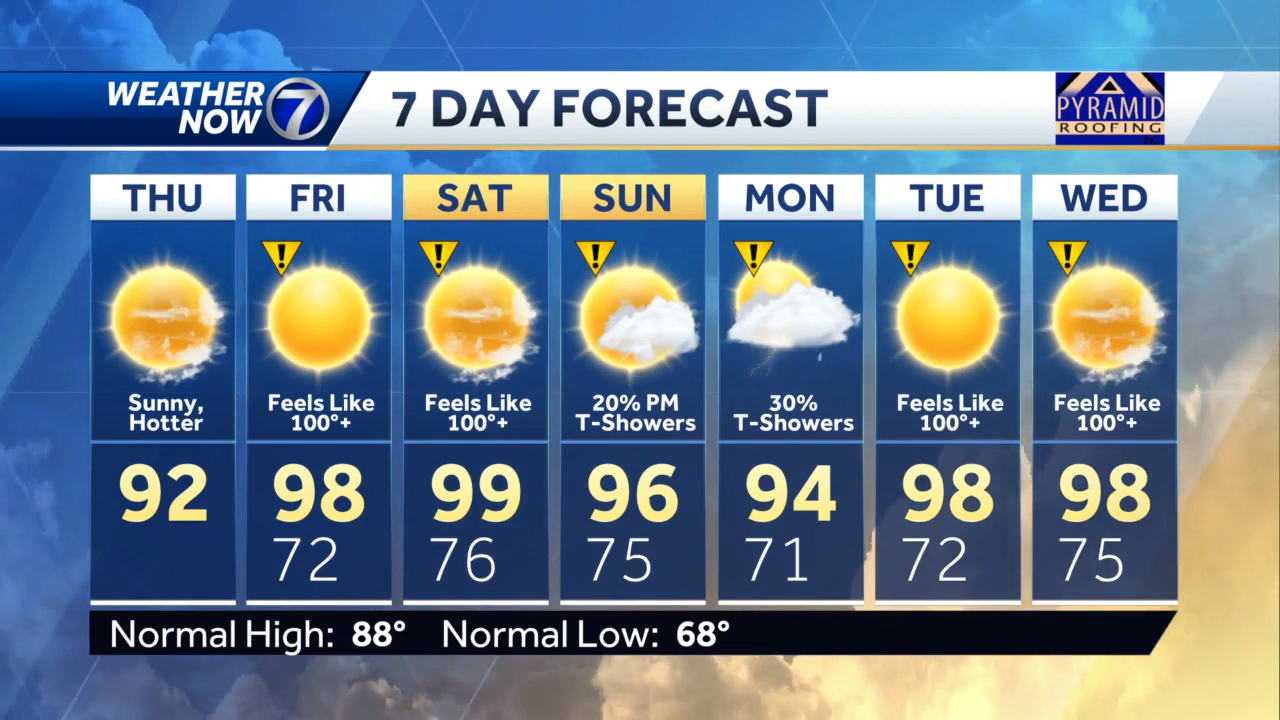 WEATHER
NOW 7
7 DAY FORECAST
PYRAMID
ROOFING
THU FRI SAT SUN MON TUE WED
! ! ! ! ! !
Sunny, Feels Like Feels Like 20% PM 30% Feels Like Feels Like
Hotter 100°+ 100°+ T-Showers T-Showers 100°+ 100°+
92 98 99 96 94 98 98
72 76 75 71 72 75
Normal High: 88° Normal Low: 68°